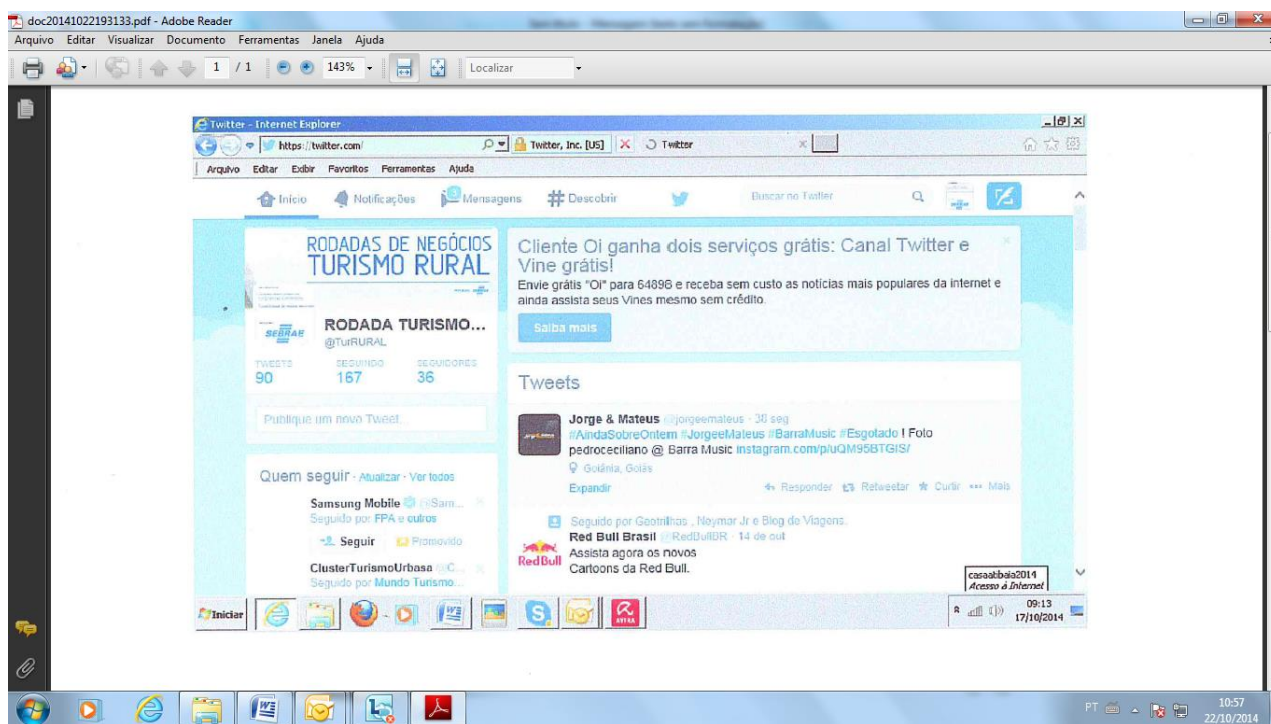 doc20141022193133.pdf - Adobe Reader
Arquivo Editar Visualizar Documento Ferramentas Janela Ajuda
1 / 1 143% Localizar
Twitter - Internet Explorer
https://twitter.com/ Twitter, Inc. [US] Twitter
Arquivo Editar Exibir Favoritos Ferramentas Ajuda
Início Notificações Mensagens Descobrir Buscar no Twitter
RODADAS DE NEGÓCIOS
TURISMO RURAL
SEBRAE
RODADA TURISMO...
@TurRURAL
TWEETS SEGUINDO SEGUIDORES
90 167 36
Publique um novo Tweet.
Quem seguir · Atualizar · Ver todos
Samsung Mobile @Sam...
Seguido por FPA e outros
Seguir Promovido
ClusterTurismoUrbasa @C...
Seguido por Mundo Turismo...
Cliente Oi ganha dois serviços grátis: Canal Twitter e
Vine grátis!
Envie grátis "Oi" para 64898 e receba sem custo as notícias mais populares da internet e
ainda assista seus Vines mesmo sem crédito.
Saiba mais
Tweets
Jorge & Mateus @jorgeemateus · 38 seg
#AindaSobreOntem #JorgeeMateus #BarraMusic #Esgotado ! Foto
pedroceciliano @ Barra Music instagram.com/p/uQM95BTGIS/
Goiânia, Goiás
Expandir Responder Retweetar Curtir Mais
Seguido por Geotrilhas , Neymar Jr e Blog de Viagens.
Red Bull Brasil @RedBullBR · 14 de out
RedBull
Assista agora os novos
Cartoons da Red Bull.
casaatibaia2014
Acesso à Internet
Iniciar
AVIRA
09:13
17/10/2014
PT
10:57
22/10/2014